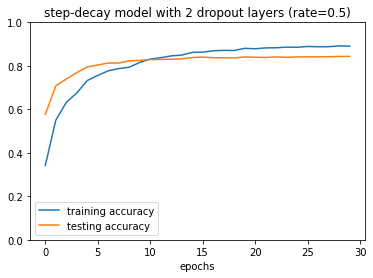 step-decay model with 2 dropout layers (rate=0.5)
1.0
0.8
0.6
0.4
0.2
0.0
training accuracy
testing accuracy
0 5 10 15 20 25 30
epochs